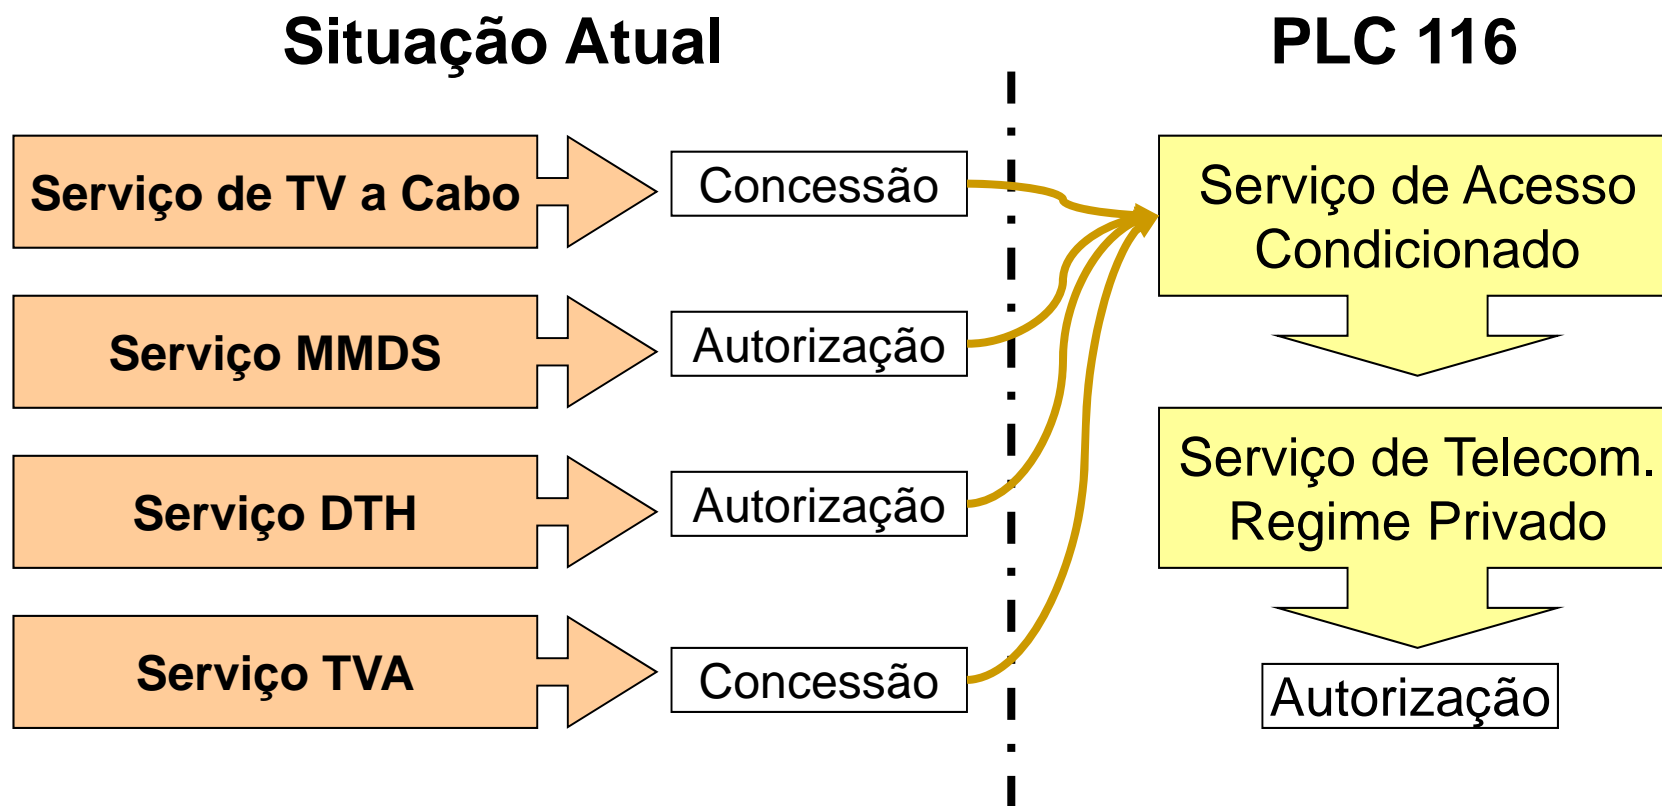 Situação Atual
PLC 116
Serviço de TV a Cabo
Concessão
Serviço MMDS
Autorização
Serviço DTH
Autorização
Serviço TVA
Concessão
Serviço de Acesso
Condicionado
Serviço de Telecom.
Regime Privado
Autorização